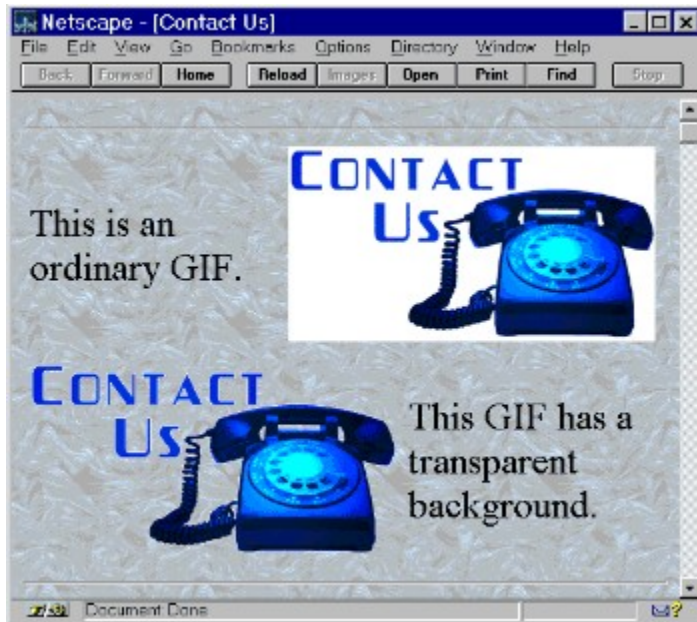 Netscape - [Contact Us]
File Edit View Go Bookmarks Options Directory Window Help
Back Forward Home Reload Images Open Print Find Stop
CONTACT
US
This is an
ordinary GIF.
CONTACT
US
This GIF has a
transparent
background.
Document: Done